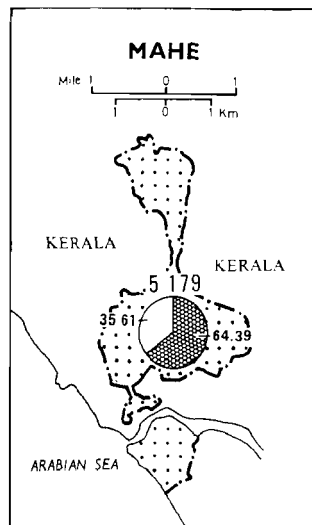 MAHE
Mile 1 0 1
1 0 1 Km
KERALA
KERALA
5 179
35 61
64.39
ARABIAN SEA